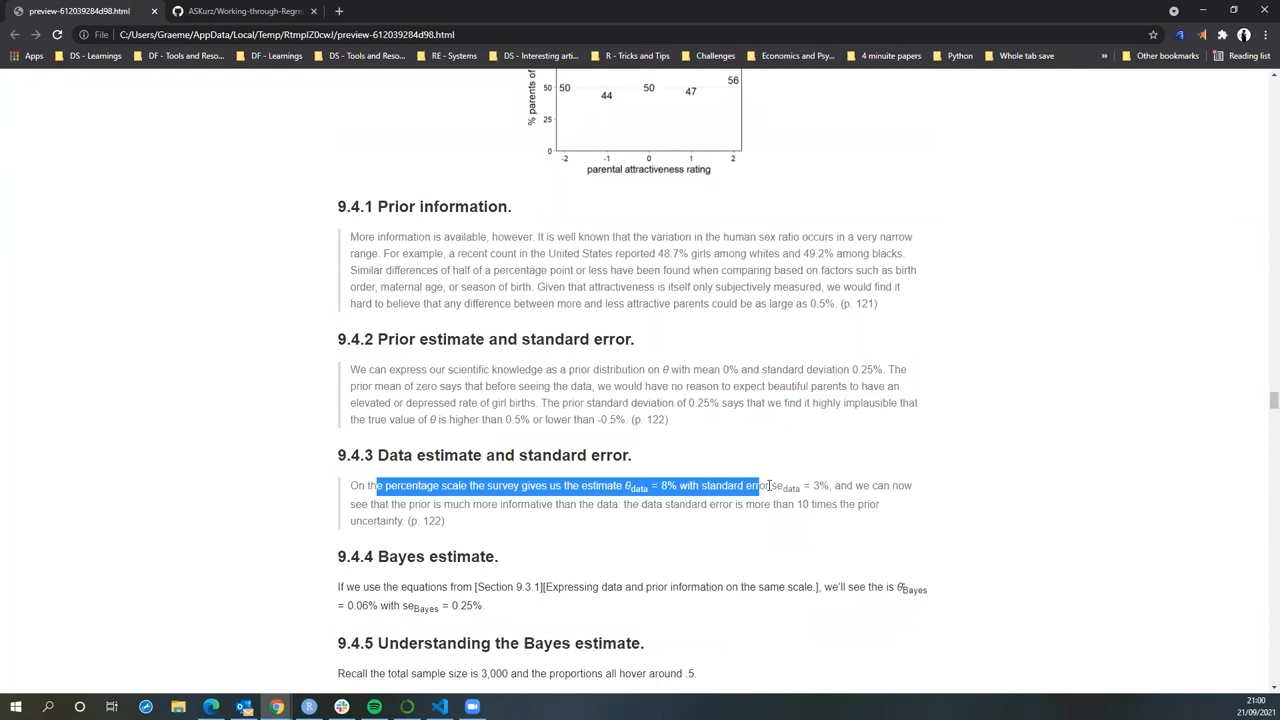 preview-612039284d98.html
ASKurz/Working-through-Regres
File | C:/Users/Graeme/AppData/Local/Temp/RtmpIZ0cw/preview-612039284d98.html
Apps
DS - Learnings
DF - Learnings
DS - Tools and Reso...
DF - Tools and Reso...
RE - Systems
DS - Interesting arti...
R - Tricks and Tips
Challenges
Economics and Psy...
4 minuite papers
Python
Whole tab save
»
Other bookmarks
Reading list
% parents of
50
25
0
50
44
50
47
56
-2
-1
0
1
2
parental attractiveness rating
9.4.1 Prior information.
More information is available, however. It is well known that the variation in the human sex ratio occurs in a very narrow
range. For example, a recent count in the United States reported 48.7% girls among whites and 49.2% among blacks.
Similar differences of half of a percentage point or less have been found when comparing based on factors such as birth
order, maternal age, or season of birth. Given that attractiveness is itself only subjectively measured, we would find it
hard to believe that any difference between more and less attractive parents could be as large as 0.5%. (p. 121)
9.4.2 Prior estimate and standard error.
We can express our scientific knowledge as a prior distribution on θ with mean 0% and standard deviation 0.25%. The
prior mean of zero says that before seeing the data, we would have no reason to expect beautiful parents to have an
elevated or depressed rate of girl births. The prior standard deviation of 0.25% says that we find it highly implausible that
the true value of θ is higher than 0.5% or lower than -0.5%. (p. 122)
9.4.3 Data estimate and standard error.
On the percentage scale the survey gives us the estimate θ̂data = 8% with standard error sedata = 3%, and we can now
see that the prior is much more informative than the data: the data standard error is more than 10 times the prior
uncertainty. (p. 122)
9.4.4 Bayes estimate.
If we use the equations from [Section 9.3.1][Expressing data and prior information on the same scale.], we'll see the is θ̂Bayes
= 0.06% with seBayes = 0.25%.
9.4.5 Understanding the Bayes estimate.
Recall the total sample size is 3,000 and the proportions all hover around .5.
21:00
21/09/2021